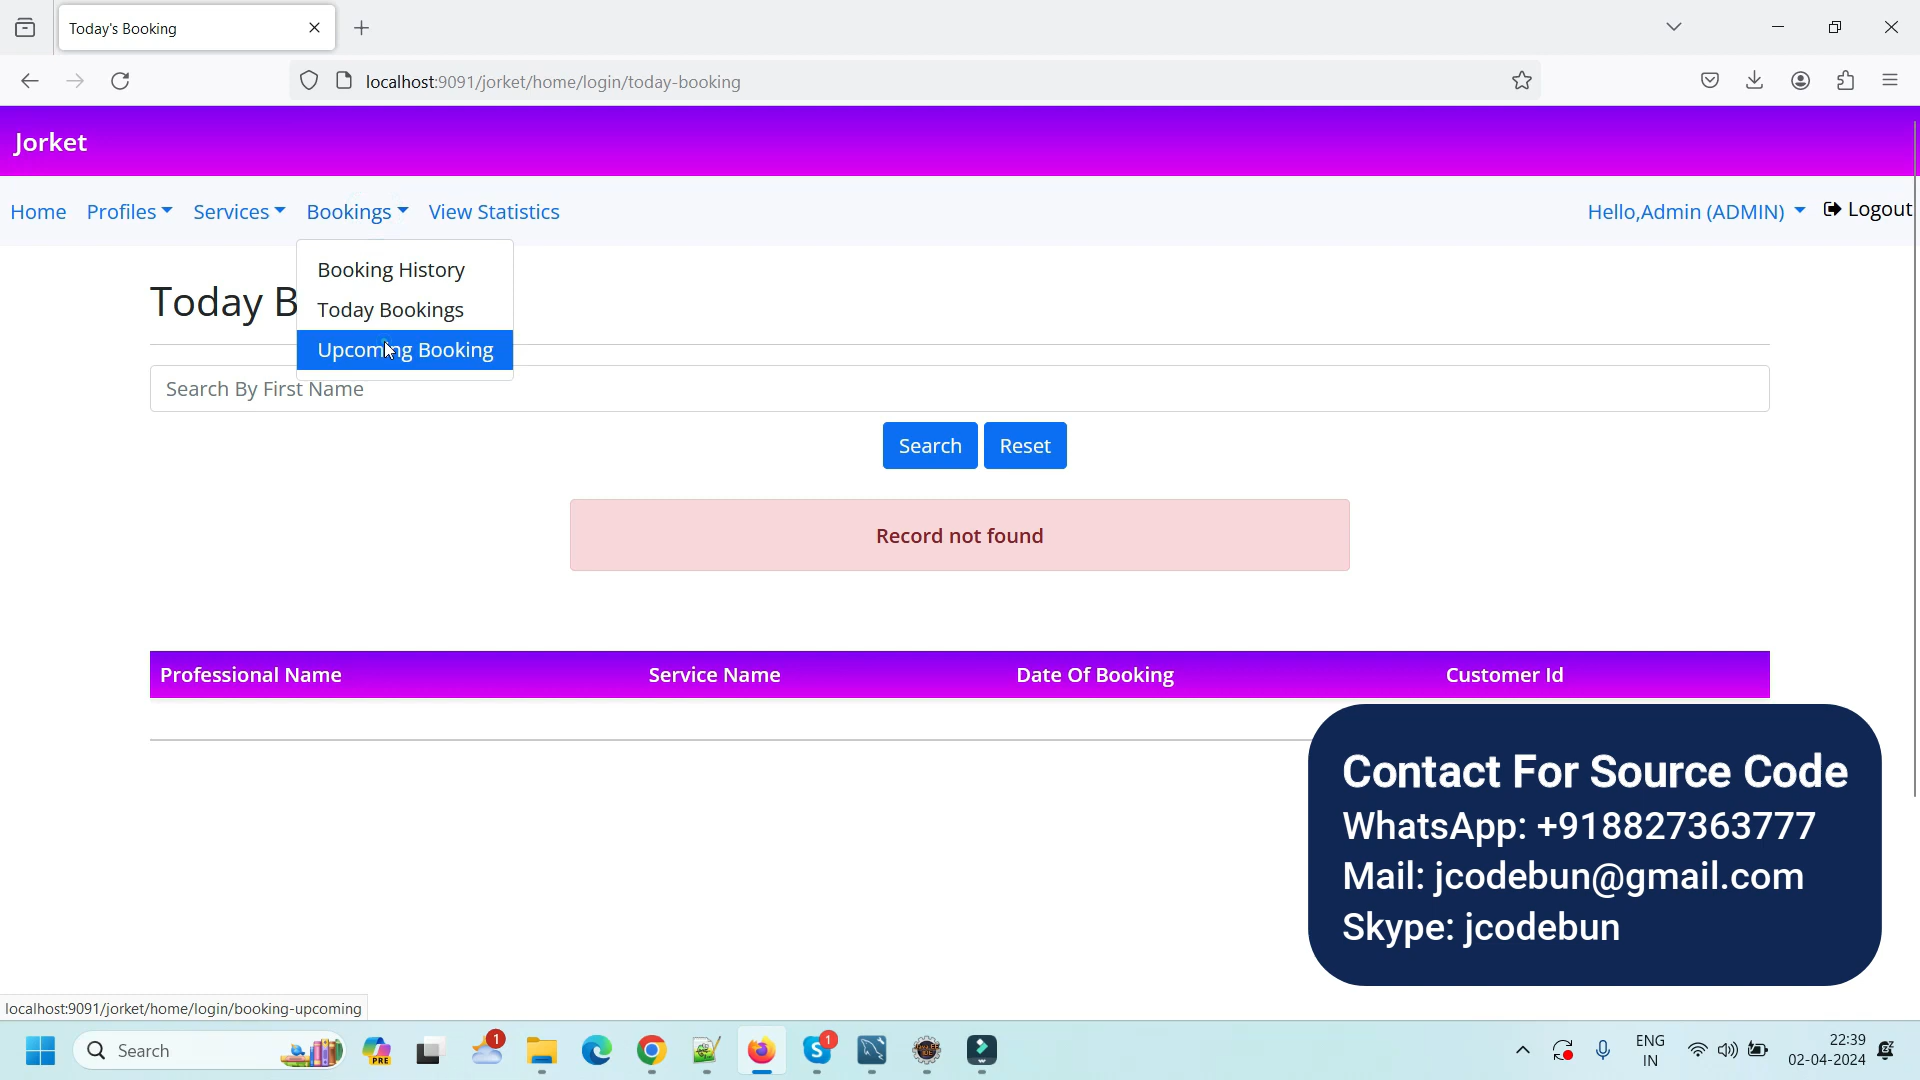 Today's Booking
localhost:9091/jorket/home/login/today-booking
Jorket
Home Profiles Services Bookings View Statistics Hello,Admin (ADMIN) Logout
Booking History
Today Bookings
Upcoming Booking
Today B
Search By First Name
Search Reset
Record not found
Professional Name Service Name Date Of Booking Customer Id
Contact For Source Code
WhatsApp: +918827363777
Mail: jcodebun@gmail.com
Skype: jcodebun
localhost:9091/jorket/home/login/booking-upcoming
Search
PRE
1
1
ENG
IN
22:39
02-04-2024